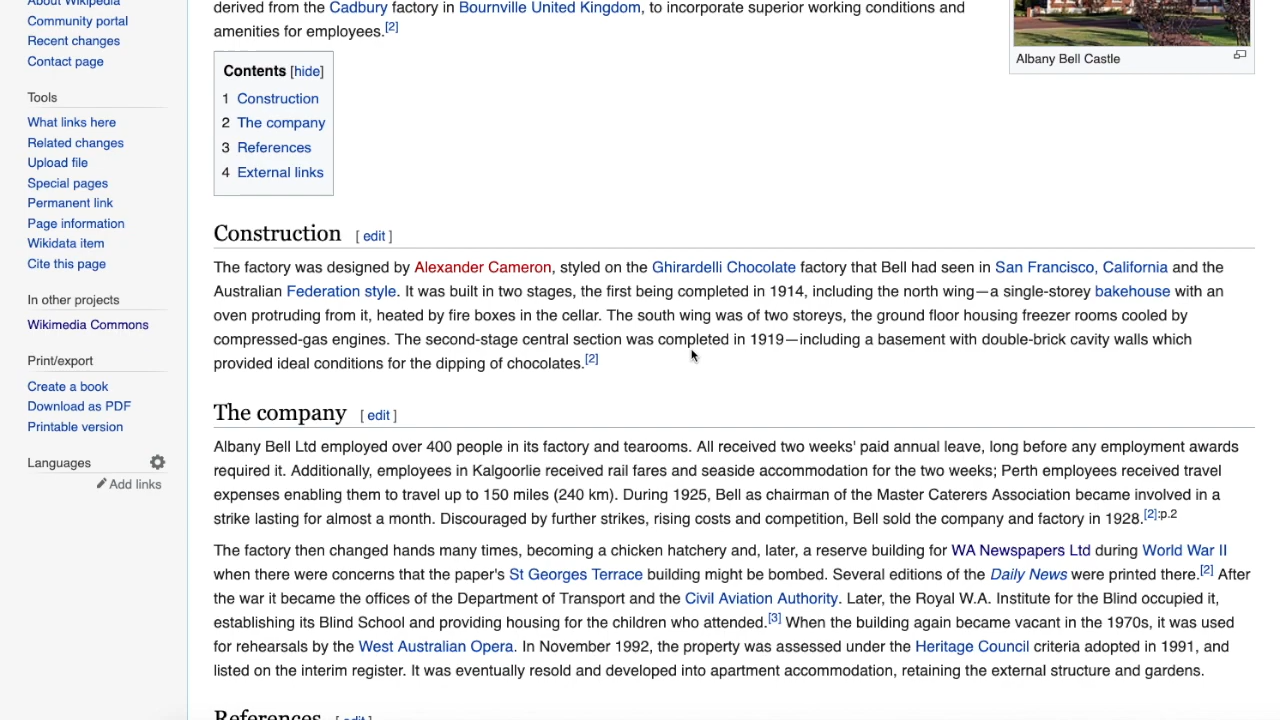 About Wikipedia
Community portal
Recent changes
Contact page
Tools
What links here
Related changes
Upload file
Special pages
Permanent link
Page information
Wikidata item
Cite this page
In other projects
Wikimedia Commons
Print/export
Create a book
Download as PDF
Printable version
Languages
Add links
derived from the Cadbury factory in Bournville United Kingdom, to incorporate superior working conditions and
amenities for employees.[2]
Albany Bell Castle
Contents [hide]
1 Construction
2 The company
3 References
4 External links
Construction [ edit ]
The factory was designed by Alexander Cameron, styled on the Ghirardelli Chocolate factory that Bell had seen in San Francisco, California and the
Australian Federation style. It was built in two stages, the first being completed in 1914, including the north wing—a single-storey bakehouse with an
oven protruding from it, heated by fire boxes in the cellar. The south wing was of two storeys, the ground floor housing freezer rooms cooled by
compressed-gas engines. The second-stage central section was completed in 1919—including a basement with double-brick cavity walls which
provided ideal conditions for the dipping of chocolates.[2]
The company [ edit ]
Albany Bell Ltd employed over 400 people in its factory and tearooms. All received two weeks' paid annual leave, long before any employment awards
required it. Additionally, employees in Kalgoorlie received rail fares and seaside accommodation for the two weeks; Perth employees received travel
expenses enabling them to travel up to 150 miles (240 km). During 1925, Bell as chairman of the Master Caterers Association became involved in a
strike lasting for almost a month. Discouraged by further strikes, rising costs and competition, Bell sold the company and factory in 1928.[2]:p.2
The factory then changed hands many times, becoming a chicken hatchery and, later, a reserve building for WA Newspapers Ltd during World War II
when there were concerns that the paper's St Georges Terrace building might be bombed. Several editions of the Daily News were printed there.[2] After
the war it became the offices of the Department of Transport and the Civil Aviation Authority. Later, the Royal W.A. Institute for the Blind occupied it,
establishing its Blind School and providing housing for the children who attended.[3] When the building again became vacant in the 1970s, it was used
for rehearsals by the West Australian Opera. In November 1992, the property was assessed under the Heritage Council criteria adopted in 1991, and
listed on the interim register. It was eventually resold and developed into apartment accommodation, retaining the external structure and gardens.
References [ edit ]